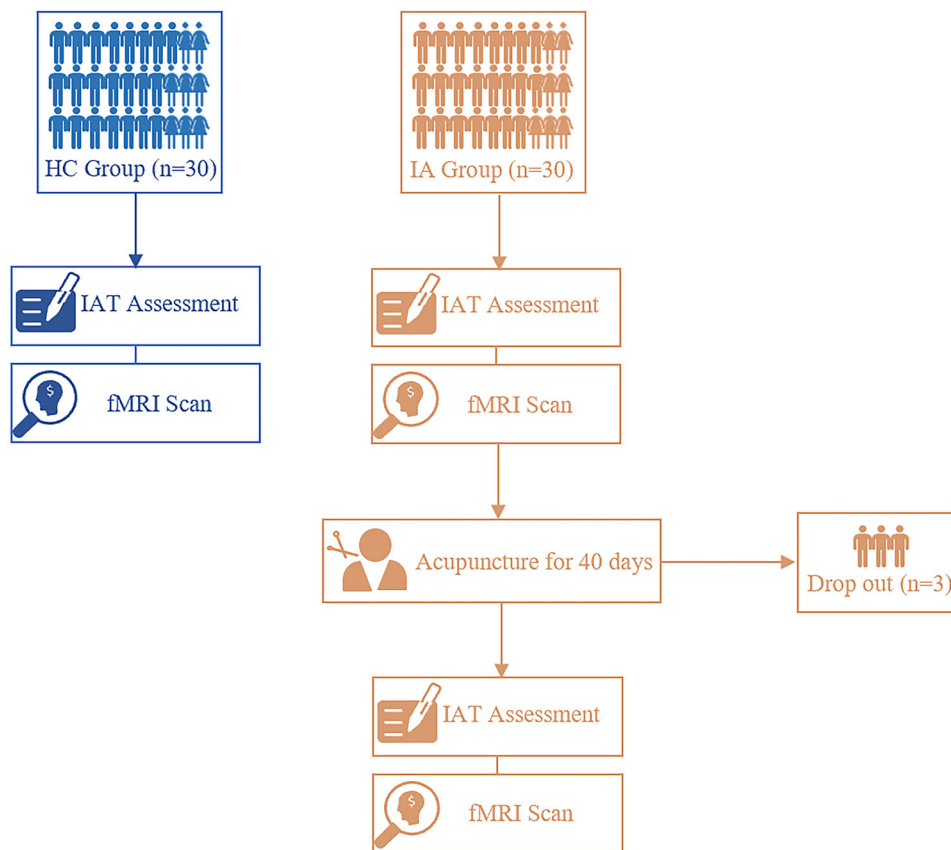 HC Group (n=30)
IAT Assessment
$
fMRI Scan
IA Group (n=30)
IAT Assessment
$
fMRI Scan
Acupuncture for 40 days
Drop out (n=3)
IAT Assessment
$
fMRI Scan